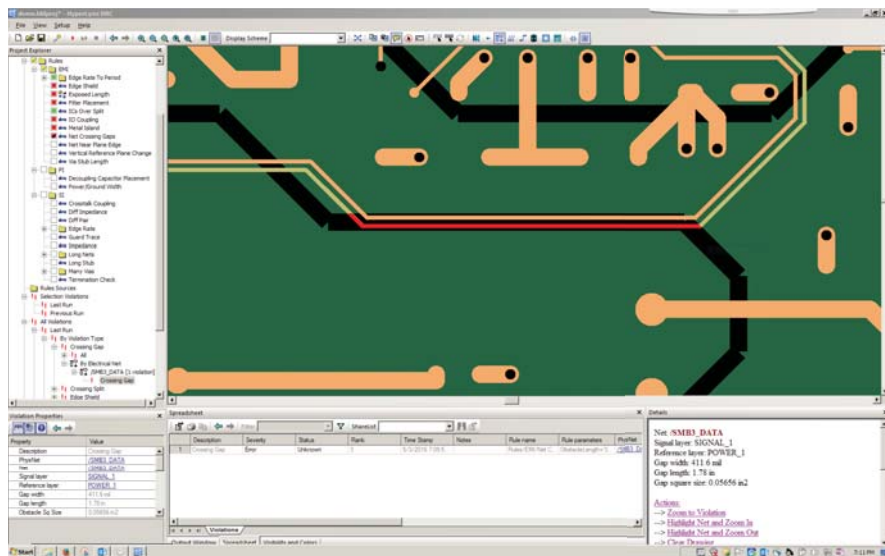 File View Setup Help
Display Scheme
Project Explorer
Rules
EMI
Edge Rate To Period
Edge Shield
Exposed Length
Filter Placement
ICs Over Split
IO Coupling
Metal Island
Net Crossing Gaps
Net Near Plane Edge
Vertical Reference Plane Change
Via Stub Length
PI
Decoupling Capacitor Placement
Power/Ground Width
SI
Crosstalk Coupling
Diff Impedance
Diff Pair
Edge Rate
Guard Trace
Impedance
Long Nets
Long Stub
Many Vias
Termination Check
Rules Sources
Selection Violations
Last Run
Previous Run
All Violations
Last Run
By Violation Type
Crossing Gap
All
By Electrical Net
/SMB3_DATA [1 violation]
Crossing Gap
Crossing Split
Edge Shield
Violation Properties
Property Value
Description Crossing Gap
PhysNet /SMB3_DATA
Net /SMB3_DATA
Signal layer SIGNAL_1
Reference layer POWER_1
Gap width 411.6 mil
Gap length 1.78 in
Obstacle Sq Size 0.05656 in2
Spreadsheet
Filter ShareList
Description Severity Status Rank Time Stamp Notes Rule name Rule parameters PhysNet
1 Crossing Gap Error Unknown
Violations
Output Window Spreadsheet Visibility and Colors
Details
Net: /SMB3_DATA
Signal layer: SIGNAL_1
Reference layer: POWER_1
Gap width: 411.6 mil
Gap length: 1.78 in
Gap square size: 0.05656 in2
Actions:
--> Zoom to Violation
--> Highlight Net and Zoom In
--> Highlight Net and Zoom Out
--> Clear Drawing
Start
7:11 PM